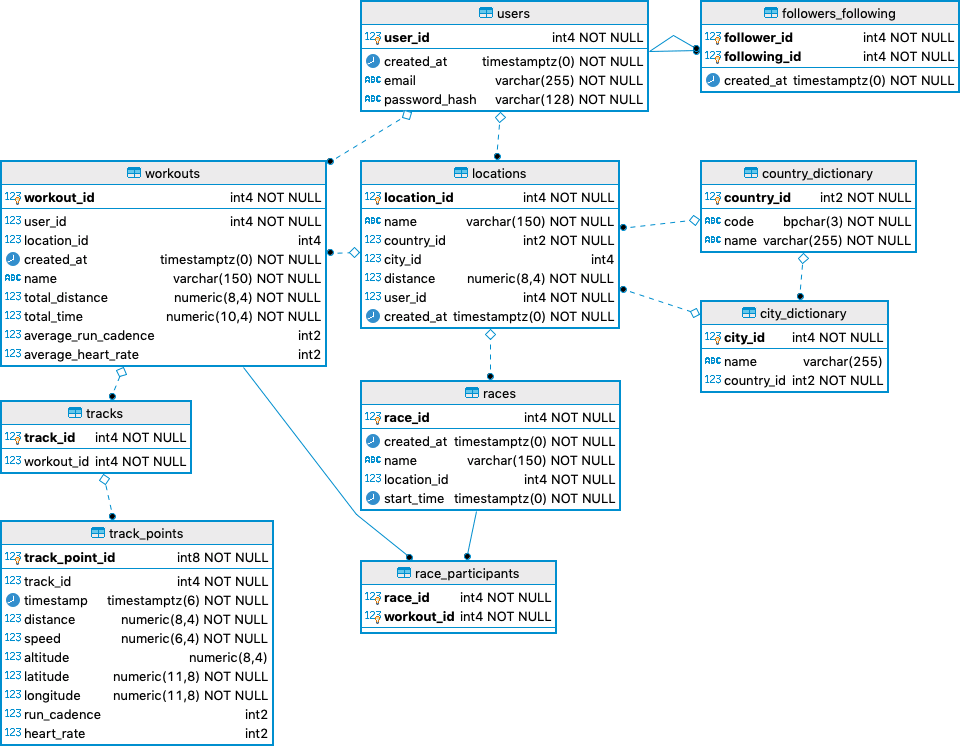 users
123 user_id int4 NOT NULL
created_at timestamptz(0) NOT NULL
ABC email varchar(255) NOT NULL
ABC password_hash varchar(128) NOT NULL
followers_following
123 follower_id int4 NOT NULL
123 following_id int4 NOT NULL
created_at timestamptz(0) NOT NULL
workouts
123 workout_id int4 NOT NULL
123 user_id int4 NOT NULL
123 location_id int4
created_at timestamptz(0) NOT NULL
ABC name varchar(150) NOT NULL
123 total_distance numeric(8,4) NOT NULL
123 total_time numeric(10,4) NOT NULL
123 average_run_cadence int2
123 average_heart_rate int2
locations
123 location_id int4 NOT NULL
ABC name varchar(150) NOT NULL
123 country_id int2 NOT NULL
123 city_id int4
123 distance numeric(8,4) NOT NULL
123 user_id int4 NOT NULL
created_at timestamptz(0) NOT NULL
country_dictionary
123 country_id int2 NOT NULL
ABC code bpchar(3) NOT NULL
ABC name varchar(255) NOT NULL
city_dictionary
123 city_id int4 NOT NULL
ABC name varchar(255)
123 country_id int2 NOT NULL
tracks
123 track_id int4 NOT NULL
123 workout_id int4 NOT NULL
races
123 race_id int4 NOT NULL
created_at timestamptz(0) NOT NULL
ABC name varchar(150) NOT NULL
123 location_id int4 NOT NULL
start_time timestamptz(0) NOT NULL
track_points
123 track_point_id int8 NOT NULL
123 track_id int4 NOT NULL
timestamp timestamptz(6) NOT NULL
123 distance numeric(8,4) NOT NULL
123 speed numeric(6,4) NOT NULL
123 altitude numeric(8,4)
123 latitude numeric(11,8) NOT NULL
123 longitude numeric(11,8) NOT NULL
123 run_cadence int2
123 heart_rate int2
race_participants
123 race_id int4 NOT NULL
123 workout_id int4 NOT NULL